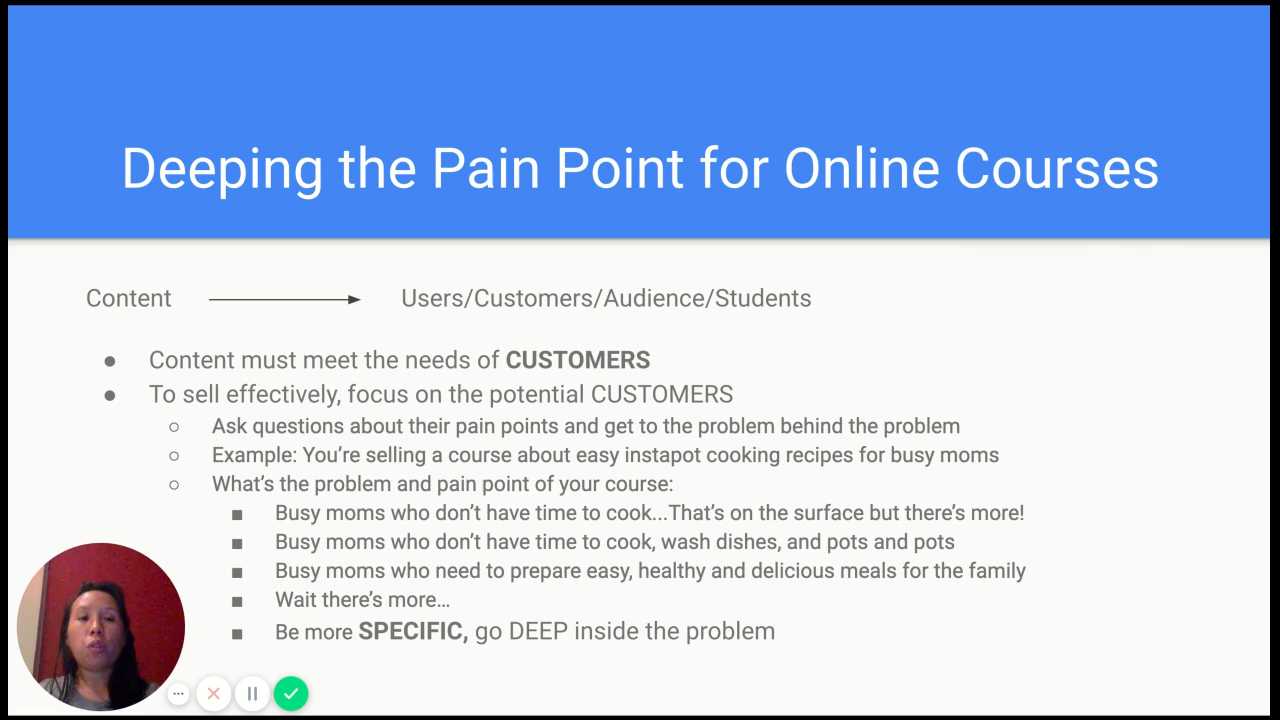 Deeping the Pain Point for Online Courses
Content
Users/Customers/Audience/Students
Content must meet the needs of CUSTOMERS
To sell effectively, focus on the potential CUSTOMERS
Ask questions about their pain points and get to the problem behind the problem
Example: You’re selling a course about easy instapot cooking recipes for busy moms
What’s the problem and pain point of your course:
Busy moms who don’t have time to cook...That’s on the surface but there’s more!
Busy moms who don’t have time to cook, wash dishes, and pots and pots
Busy moms who need to prepare easy, healthy and delicious meals for the family
Wait there’s more…
Be more SPECIFIC, go DEEP inside the problem